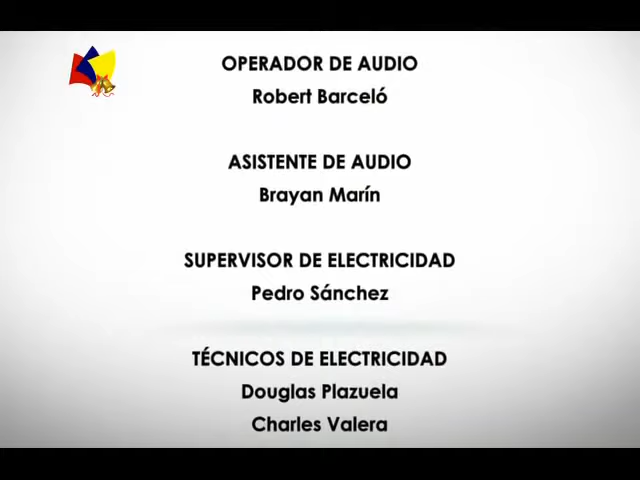 OPERADOR DE AUDIO
Robert Barceló
ASISTENTE DE AUDIO
Brayan Marín
SUPERVISOR DE ELECTRICIDAD
Pedro Sánchez
TÉCNICOS DE ELECTRICIDAD
Douglas Plazuela
Charles Valera